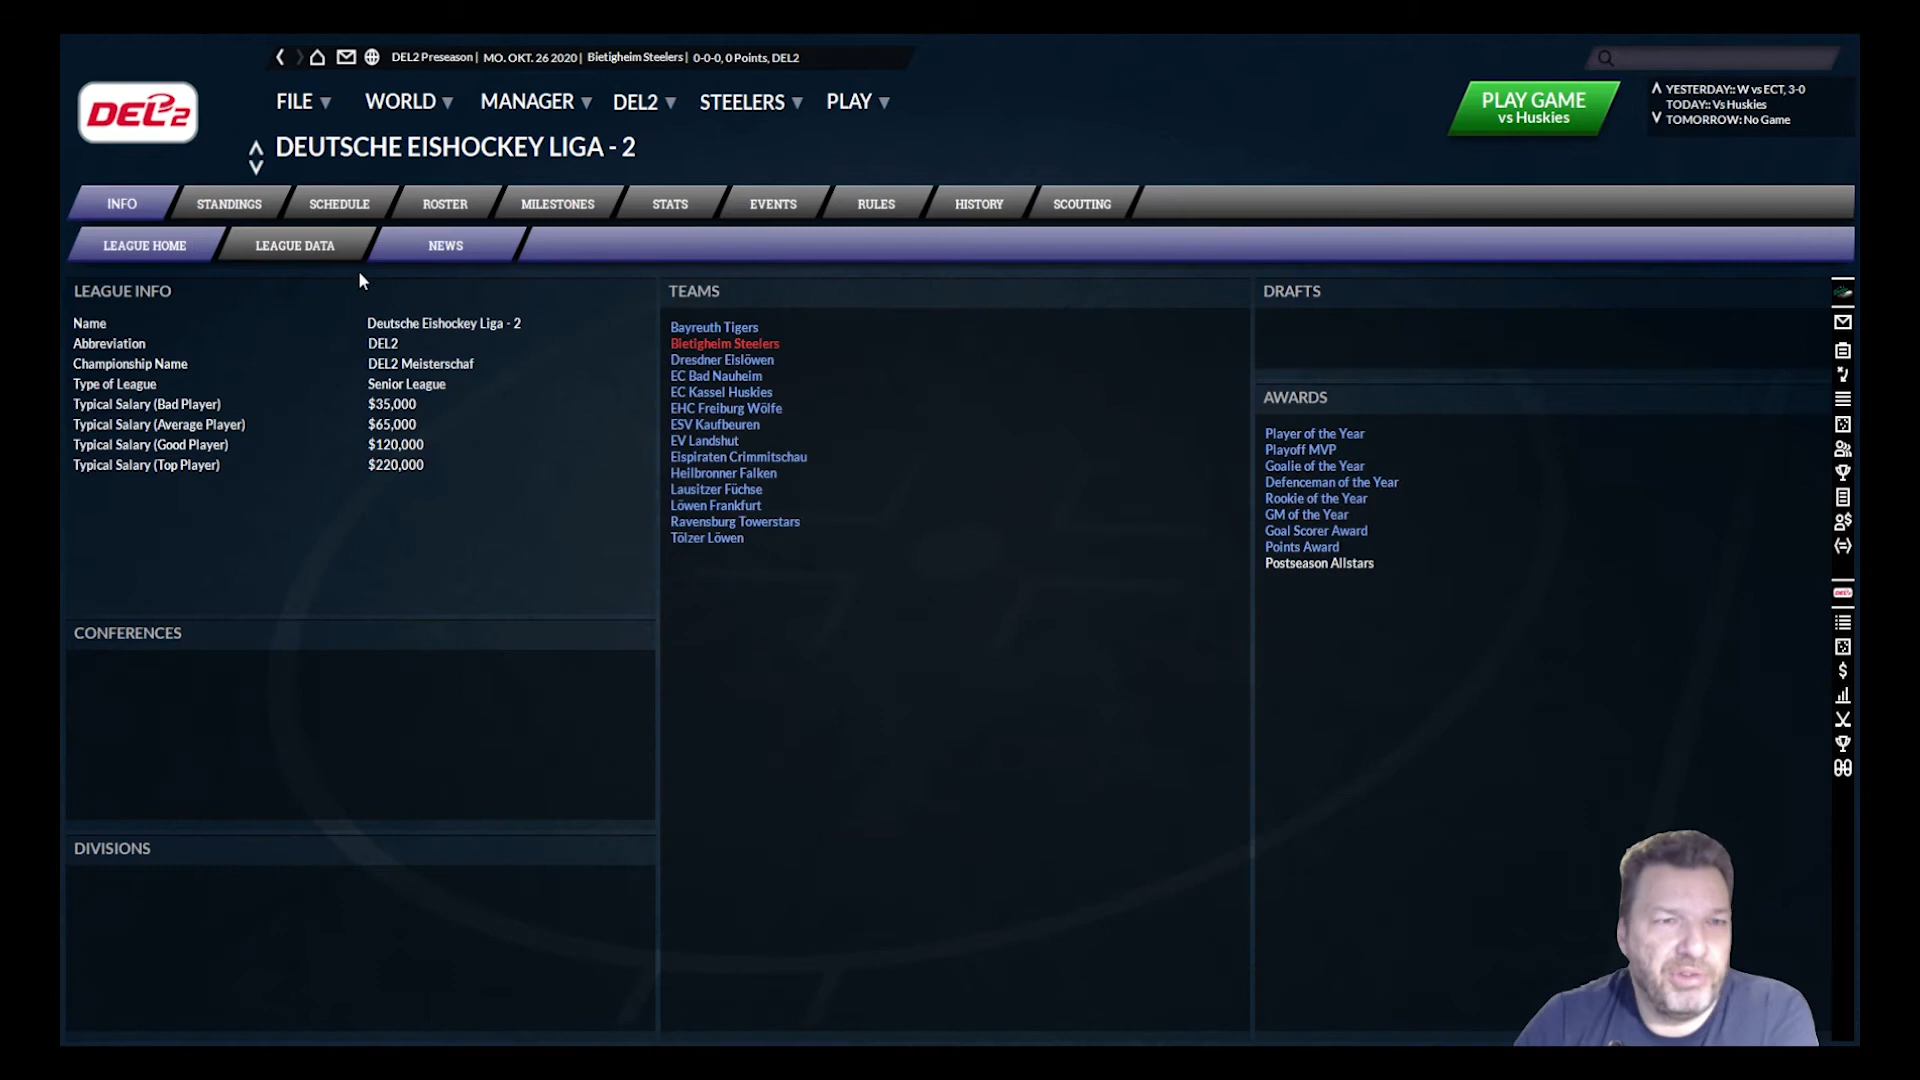 DEL2 Preseason | MO. OKT. 26 2020 | Bietigheim Steelers | 0-0-0, 0 Points, DEL2
DEL2
FILE WORLD MANAGER DEL2 STEELERS PLAY
DEUTSCHE EISHOCKEY LIGA - 2
PLAY GAME
vs Huskies
YESTERDAY:: W vs ECT, 3-0
TODAY:: Vs Huskies
TOMORROW: No Game
INFO STANDINGS SCHEDULE ROSTER MILESTONES STATS EVENTS RULES HISTORY SCOUTING
LEAGUE HOME LEAGUE DATA NEWS
LEAGUE INFO
Name Deutsche Eishockey Liga - 2
Abbreviation DEL2
Championship Name DEL2 Meisterschaf
Type of League Senior League
Typical Salary (Bad Player) $35,000
Typical Salary (Average Player) $65,000
Typical Salary (Good Player) $120,000
Typical Salary (Top Player) $220,000
CONFERENCES
DIVISIONS
TEAMS
Bayreuth Tigers
Bietigheim Steelers
Dresdner Eislöwen
EC Bad Nauheim
EC Kassel Huskies
EHC Freiburg Wölfe
ESV Kaufbeuren
EV Landshut
Eispiraten Crimmitschau
Heilbronner Falken
Lausitzer Füchse
Löwen Frankfurt
Ravensburg Towerstars
Tölzer Löwen
DRAFTS
AWARDS
Player of the Year
Playoff MVP
Goalie of the Year
Defenceman of the Year
Rookie of the Year
GM of the Year
Goal Scorer Award
Points Award
Postseason Allstars
DEL2